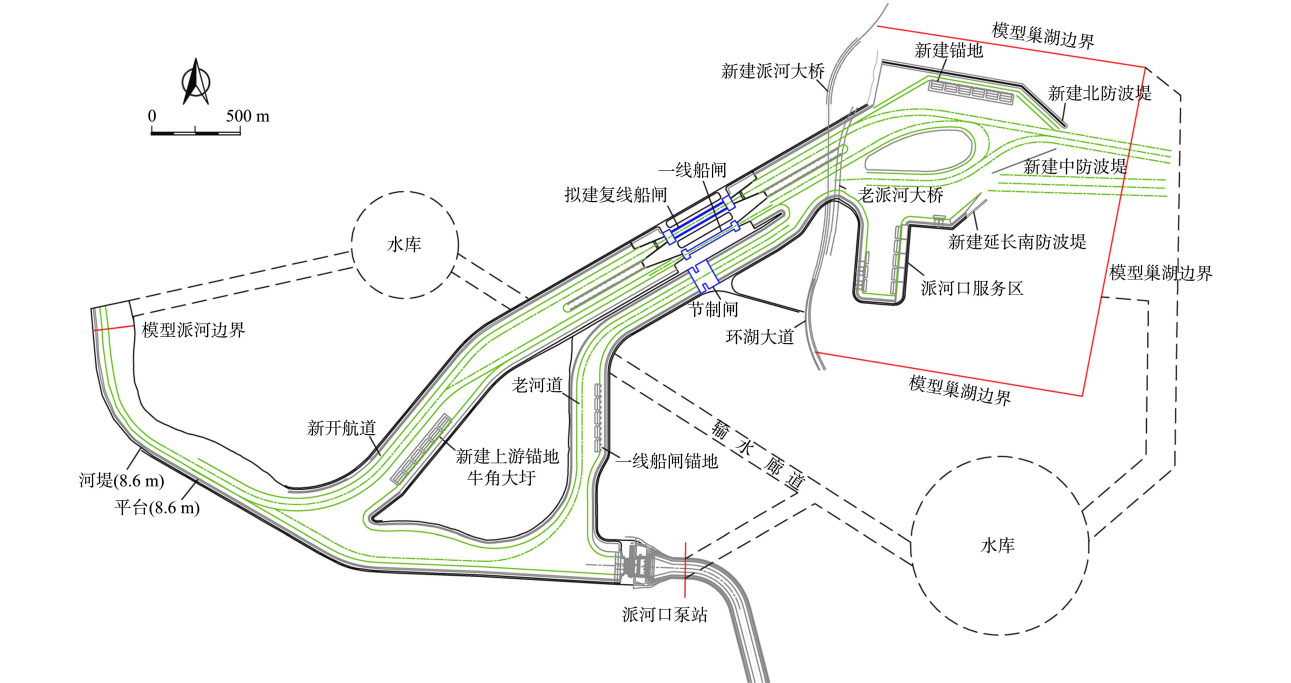 模型巢湖边界
新建锚地
新建派河大桥
新建北防波堤
0 500 m
一线船闸
新建中防波堤
拟建复线船闸
老派河大桥
水库
新建延长南防波堤
模型巢湖边界
派河口服务区
节制闸
模型派河边界
环湖大道
老河道
模型巢湖边界
新开航道
输水廊道
新建上游锚地
牛角大圩
一线船闸锚地
河堤(8.6 m)
平台(8.6 m)
水库
派河口泵站